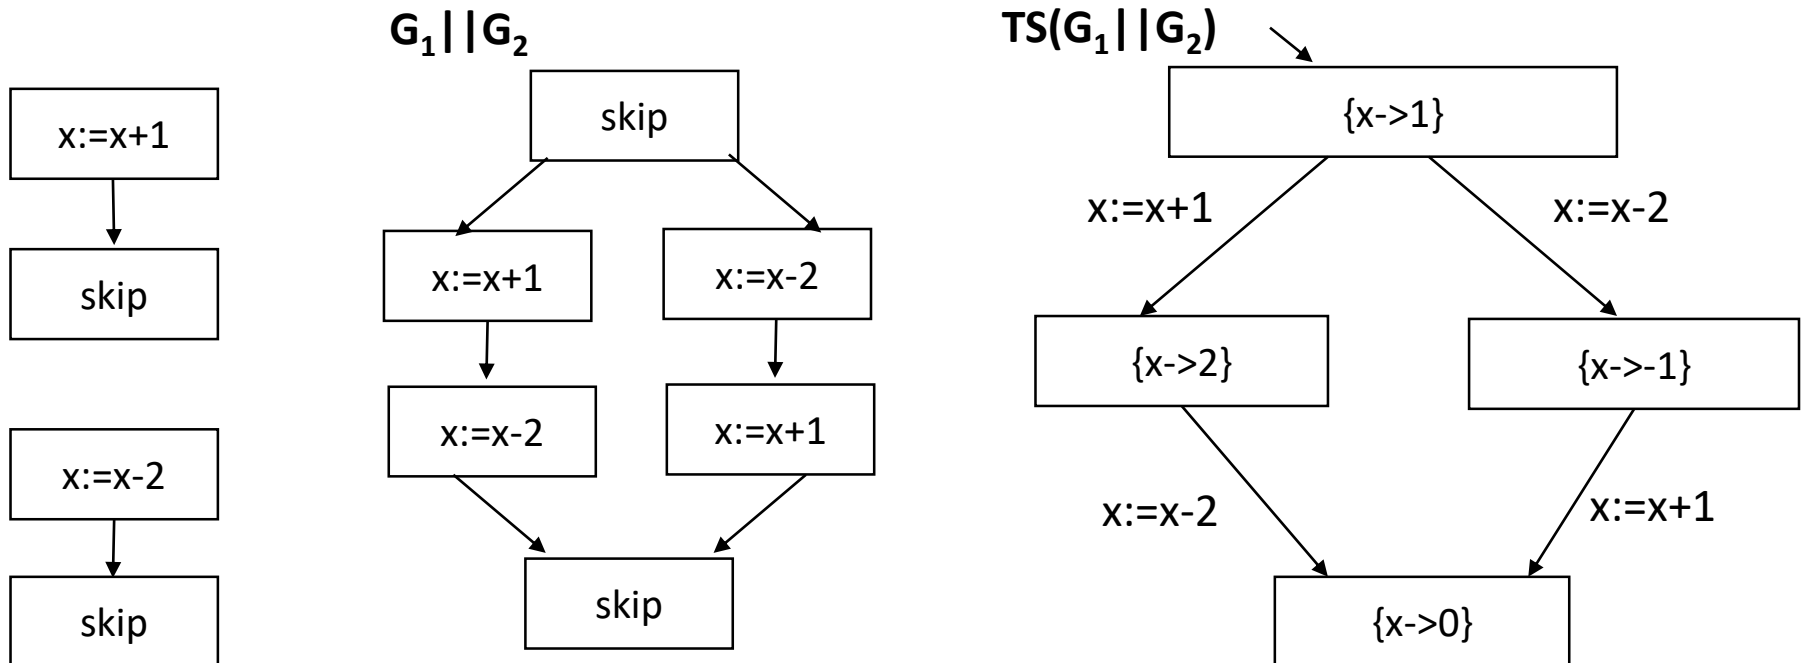 x:=x+1
skip
x:=x-2
skip
G₁||G₂
skip
x:=x+1
x:=x-2
x:=x-2
x:=x+1
skip
TS(G₁||G₂)
{x->1}
x:=x+1
x:=x-2
{x->2}
{x->-1}
x:=x-2
x:=x+1
{x->0}